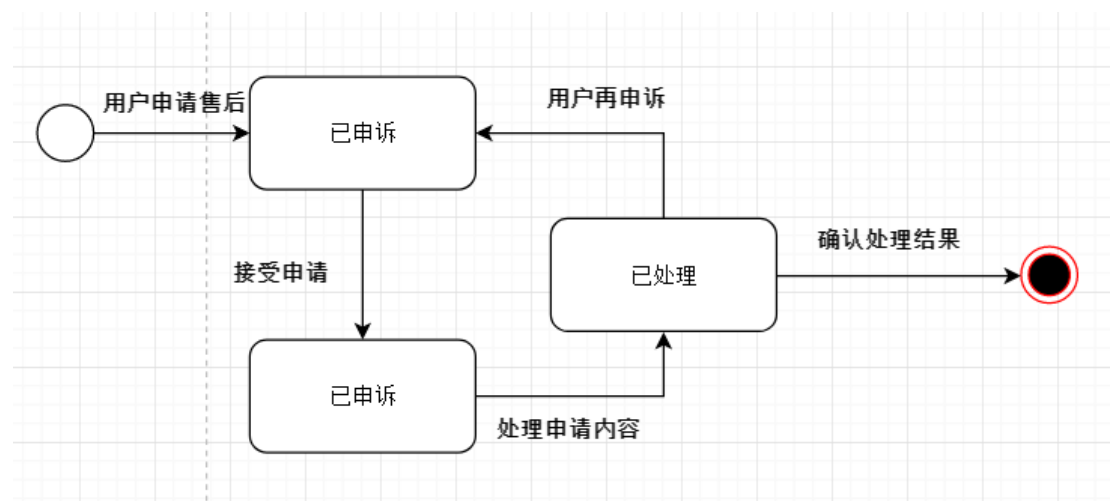 用户申请售后
已申诉
用户再申诉
接受申请
已处理
确认处理结果
已申诉
处理申请内容